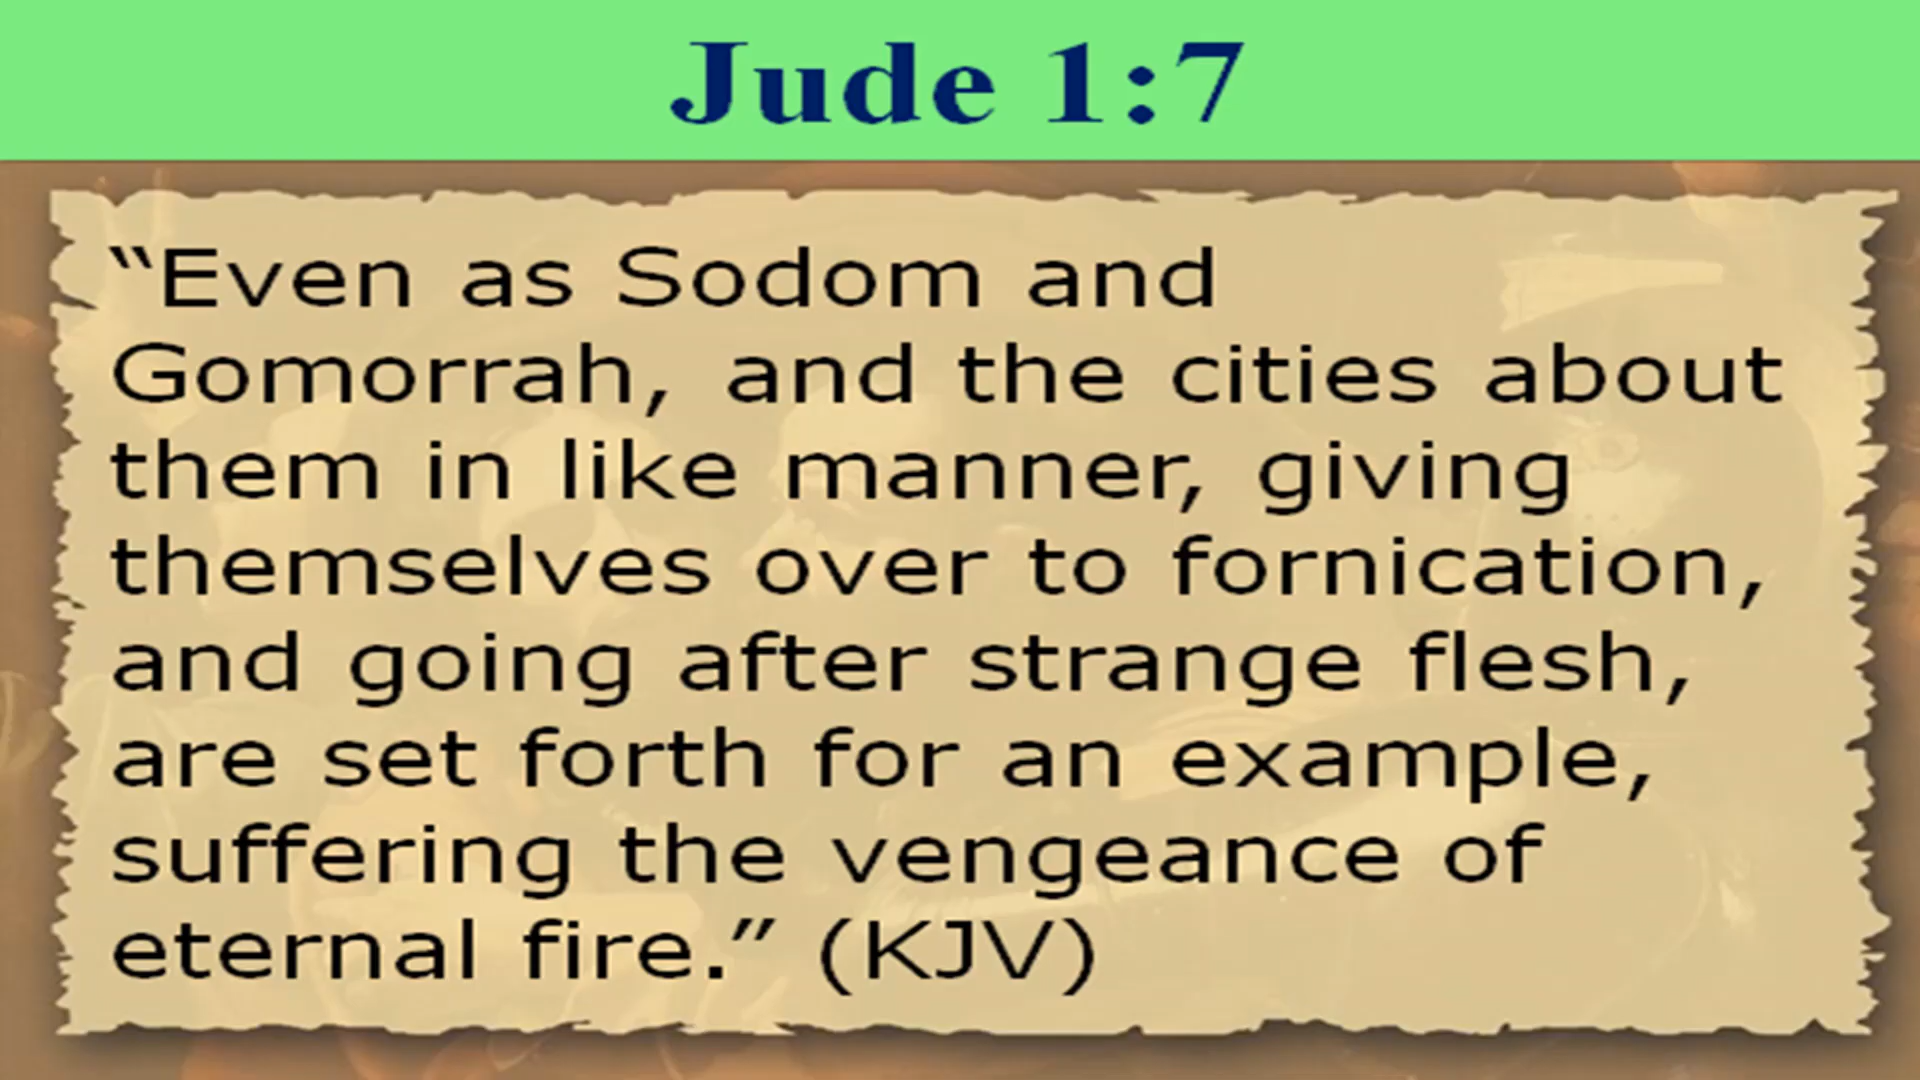 Jude 1:7
“Even as Sodom and
Gomorrah, and the cities about
them in like manner, giving
themselves over to fornication,
and going after strange flesh,
are set forth for an example,
suffering the vengeance of
eternal fire.” (KJV)